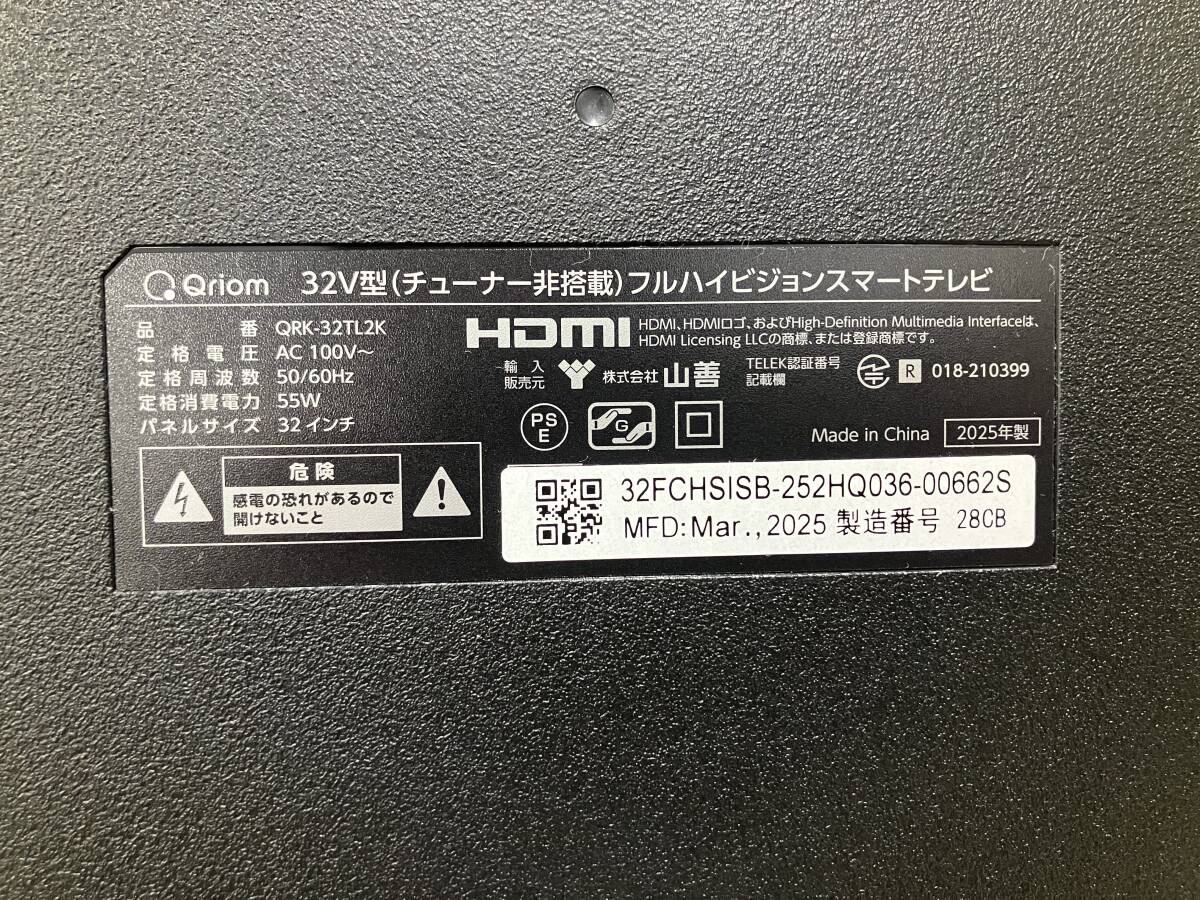 Qriom 32V型(チューナー非搭載)フルハイビジョンスマートテレビ
品番 QRK-32TL2K
定格電圧 AC 100V〜
定格周波数 50/60Hz
定格消費電力 55W
パネルサイズ 32インチ
HDMI
HDMI、HDMIロゴ、およびHigh-Definition Multimedia Interfaceは、
HDMI Licensing LLCの商標、または登録商標です。
輸入
販売元
株式会社 山善
TELEK認証番号
記載欄
R 018-210399
PS
E
G
Made in China 2025年製
危険
感電の恐れがあるので
開けないこと
32FCHSISB-252HQ036-00662S
MFD:Mar.,2025 製造番号 28CB